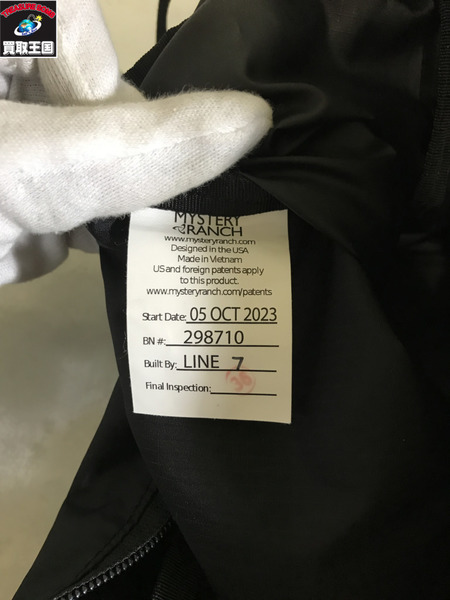 買取王国
MYSTERY
RANCH
www.mysteryranch.com
Designed in the USA
Made in Vietnam
US and foreign patents apply
to this product.
www.mysteryranch.com/patents
Start Date: 05 OCT 2023
BN #: 298710
Built By: LINE 7
Final Inspection: